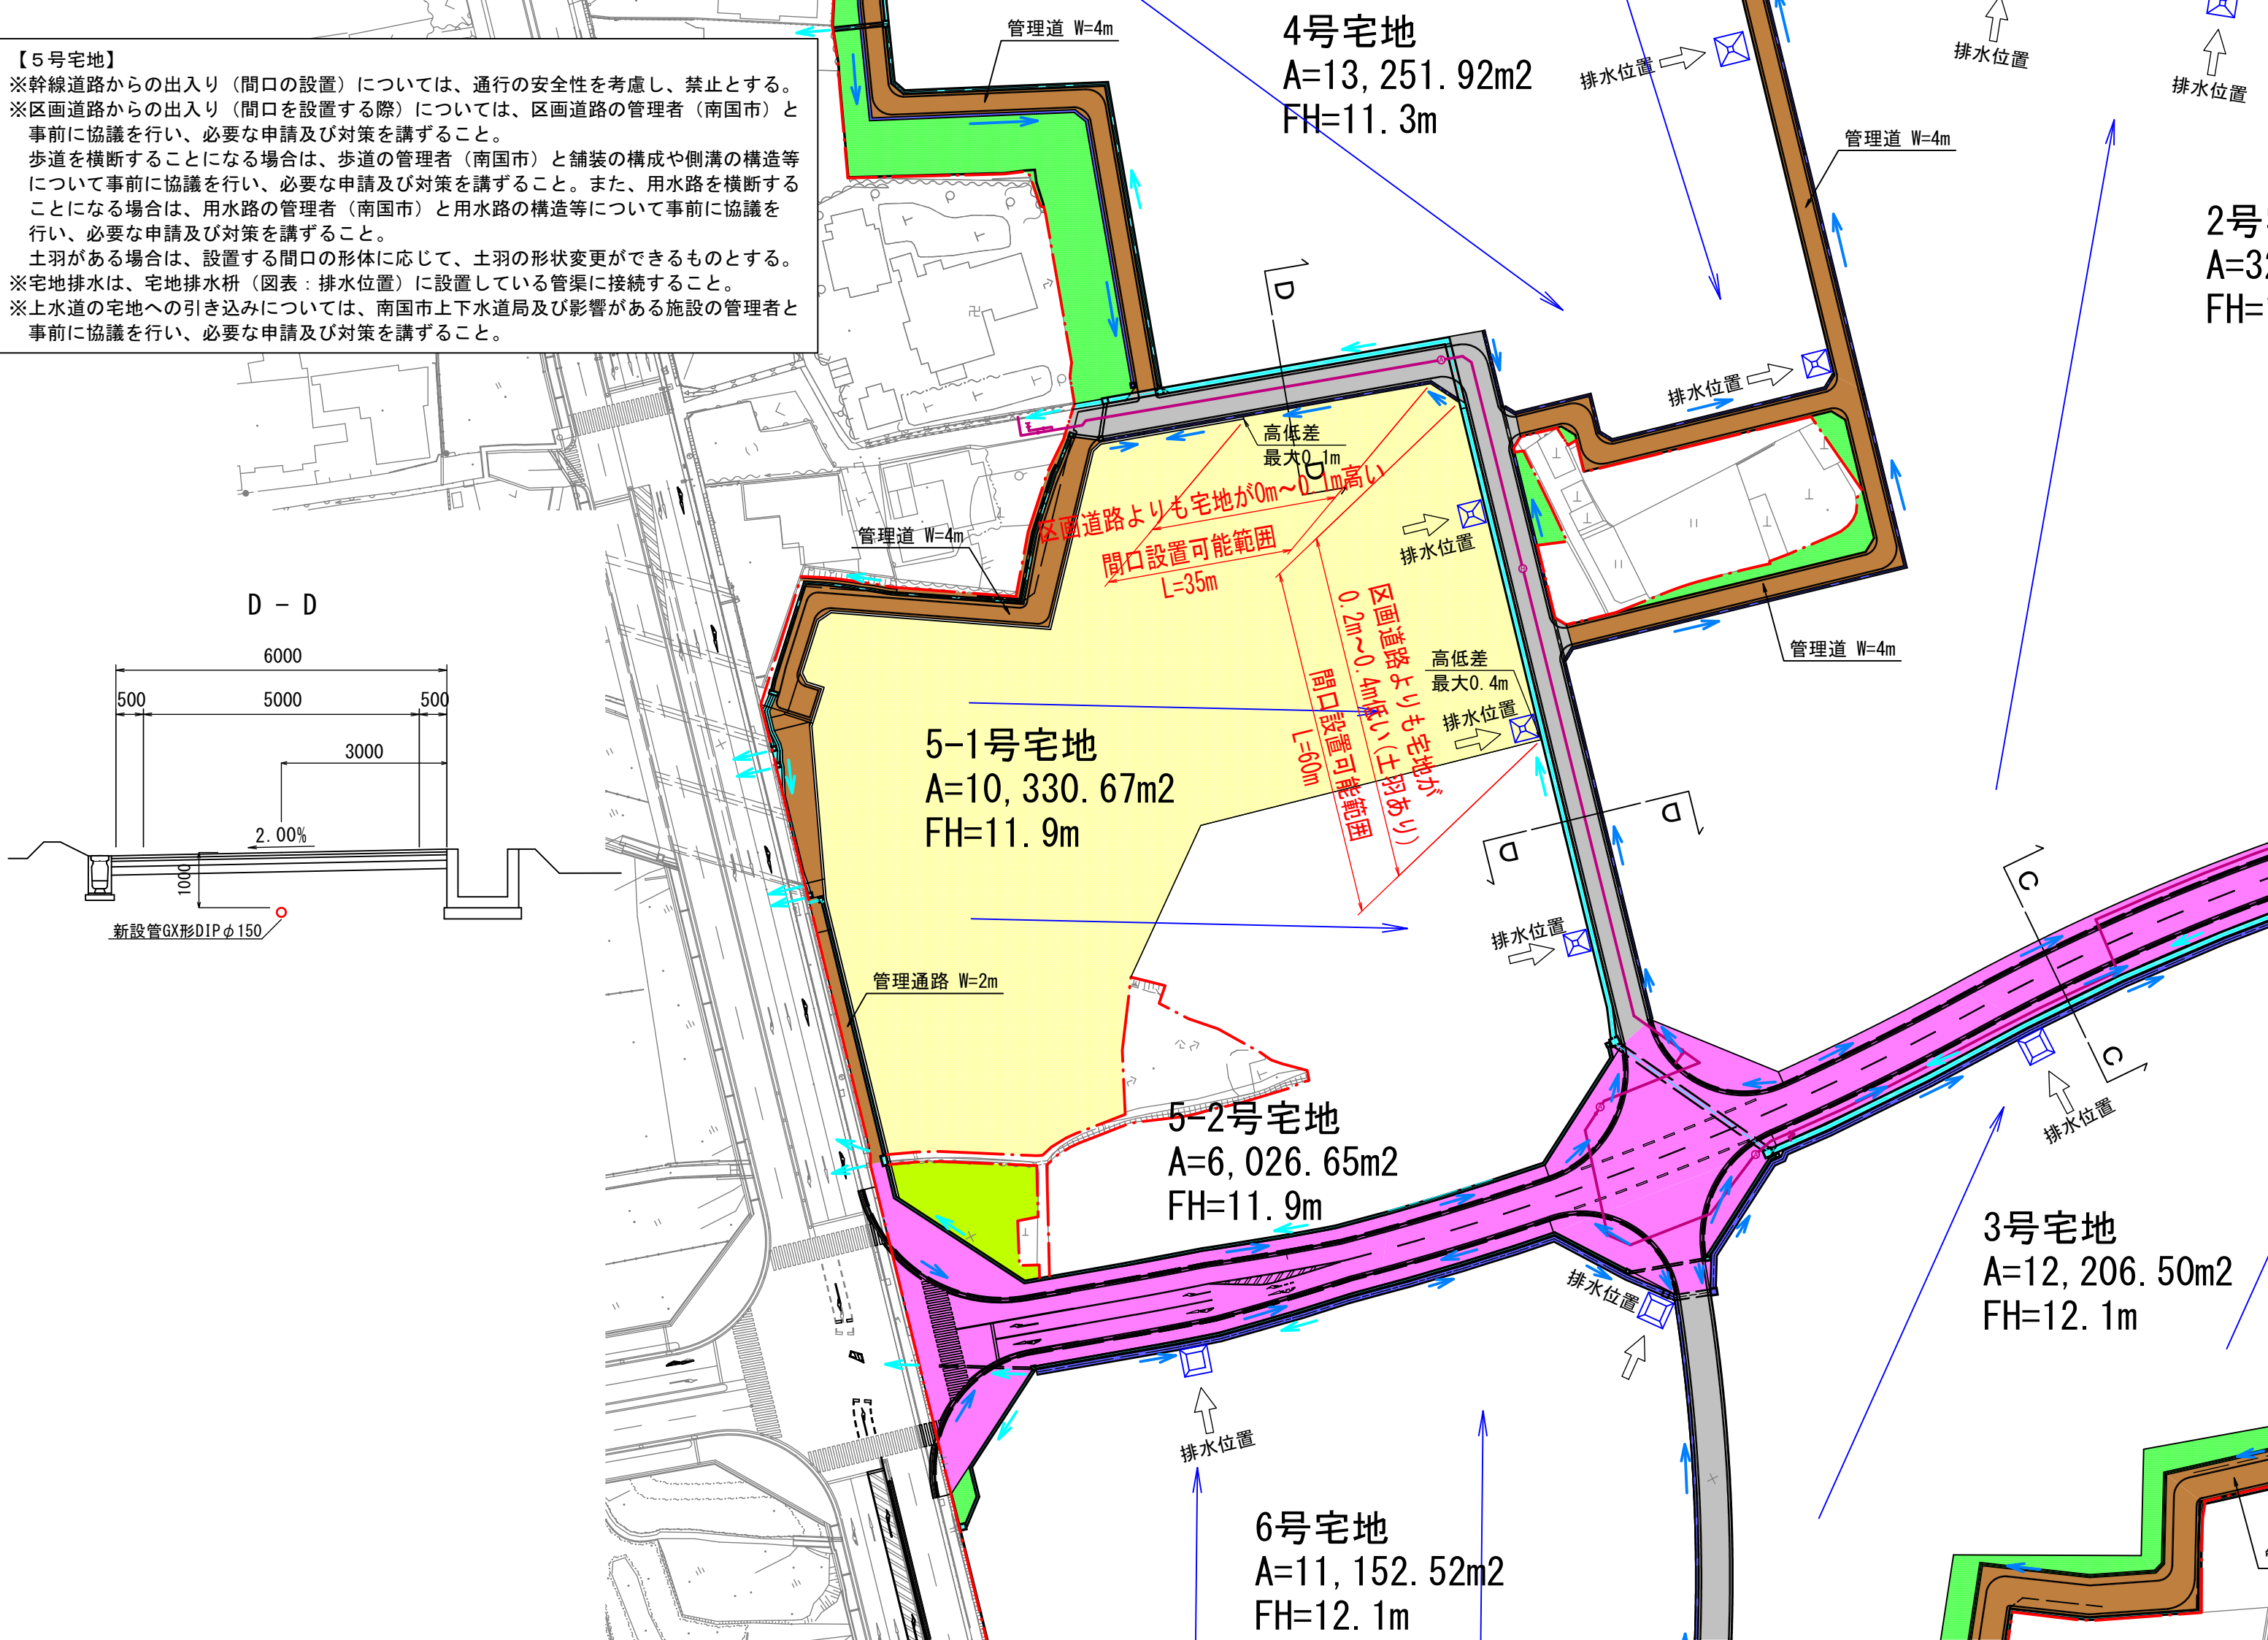 【５号宅地】
※幹線道路からの出入り（間口の設置）については、通行の安全性を考慮し、禁止とする。
※区画道路からの出入り（間口を設置する際）については、区画道路の管理者（南国市）と
事前に協議を行い、必要な申請及び対策を講ずること。
歩道を横断することになる場合は、歩道の管理者（南国市）と舗装の構成や側溝の構造等
について事前に協議を行い、必要な申請及び対策を講ずること。また、用水路を横断する
ことになる場合は、用水路の管理者（南国市）と用水路の構造等について事前に協議を
行い、必要な申請及び対策を講ずること。
土羽がある場合は、設置する間口の形体に応じて、土羽の形状変更ができるものとする。
※宅地排水は、宅地排水枡（図表：排水位置）に設置している管渠に接続すること。
※上水道の宅地への引き込みについては、南国市上下水道局及び影響がある施設の管理者と
事前に協議を行い、必要な申請及び対策を講ずること。
管理道 W=4m
4号宅地
A=13,251.92m2
FH=11.3m
排水位置
排水位置
排水位置
管理道 W=4m
2号
A=3
FH=
排水位置
D
D
高低差
最大0.1m
区画道路よりも宅地が0m～0.1m高い
間口設置可能範囲
L=35m
管理道 W=4m
排水位置
区画道路よりも宅地が
0.2m～0.4m低い(土羽あり)
間口設置可能範囲
L=60m
高低差
最大0.4m
排水位置
管理道 W=4m
D - D
6000
500
5000
500
3000
2.00%
1000
新設管GX形DIPφ150
5-1号宅地
A=10,330.67m2
FH=11.9m
D
D
C
C
排水位置
管理通路 W=2m
排水位置
5-2号宅地
A=6,026.65m2
FH=11.9m
3号宅地
A=12,206.50m2
FH=12.1m
排水位置
排水位置
6号宅地
A=11,152.52m2
FH=12.1m